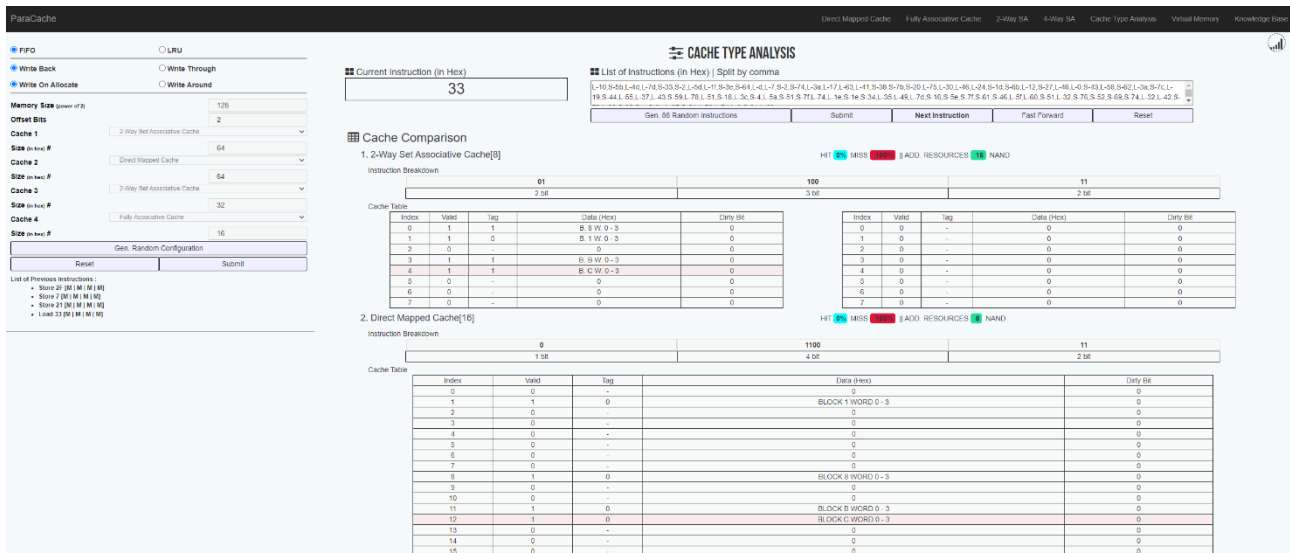 ParaCache
Direct Mapped Cache Fully Associative Cache 2-Way SA 4-Way SA Cache Type Analysis Virtual Memory Knowledge Base
FIFO LRU
Write Back Write Through
Write On Allocate Write Around
Memory Size (power of 2) 128
Offset Bits 2
Cache 1 2-Way Set Associative Cache
Size (in hex) # 64
Cache 2 Direct Mapped Cache
Size (in hex) # 64
Cache 3 2-Way Set Associative Cache
Size (in hex) # 32
Cache 4 Fully Associative Cache
Size (in hex) # 16
Gen. Random Configuration
Reset Submit
List of Previous Instructions :
Store 2F [M | M | M | M]
Store 7 [M | M | M | M]
Store 21 [M | M | M | M]
Load 33 [M | M | M | M]
CACHE TYPE ANALYSIS
Current Instruction (in Hex)
33
List of Instructions (in Hex) | Split by comma
Gen. 86 Random Instructions Submit Next Instruction Fast Forward Reset
Cache Comparison
1. 2-Way Set Associative Cache[8]
HIT 0% MISS 100% || ADD. RESOURCES 16 NAND
Instruction Breakdown
01 100 11
2 bit 3 bit 2 bit
Cache Table
Index Valid Tag Data (Hex) Dirty Bit Index Valid Tag Data (Hex) Dirty Bit
0 1 1 B. 8 W. 0 - 3 0 0 0 - 0 0
1 1 0 B. 1 W. 0 - 3 0 1 0 - 0 0
2 0 - 0 0 2 0 - 0 0
3 1 1 B. B W. 0 - 3 0 3 0 - 0 0
4 1 1 B. C W. 0 - 3 0 4 0 - 0 0
5 0 - 0 0 5 0 - 0 0
6 0 - 0 0 6 0 - 0 0
7 0 - 0 0 7 0 - 0 0
2. Direct Mapped Cache[16]
HIT 0% MISS 100% || ADD. RESOURCES 8 NAND
Instruction Breakdown
0 1100 11
1 bit 4 bit 2 bit
Cache Table
Index Valid Tag Data (Hex) Dirty Bit
0 0 - 0 0
1 1 0 BLOCK 1 WORD 0 - 3 0
2 0 - 0 0
3 0 - 0 0
4 0 - 0 0
5 0 - 0 0
6 0 - 0 0
7 0 - 0 0
8 1 0 BLOCK 8 WORD 0 - 3 0
9 0 - 0 0
10 0 - 0 0
11 1 0 BLOCK B WORD 0 - 3 0
12 1 0 BLOCK C WORD 0 - 3 0
13 0 - 0 0
14 0 - 0 0
15 0 - 0 0